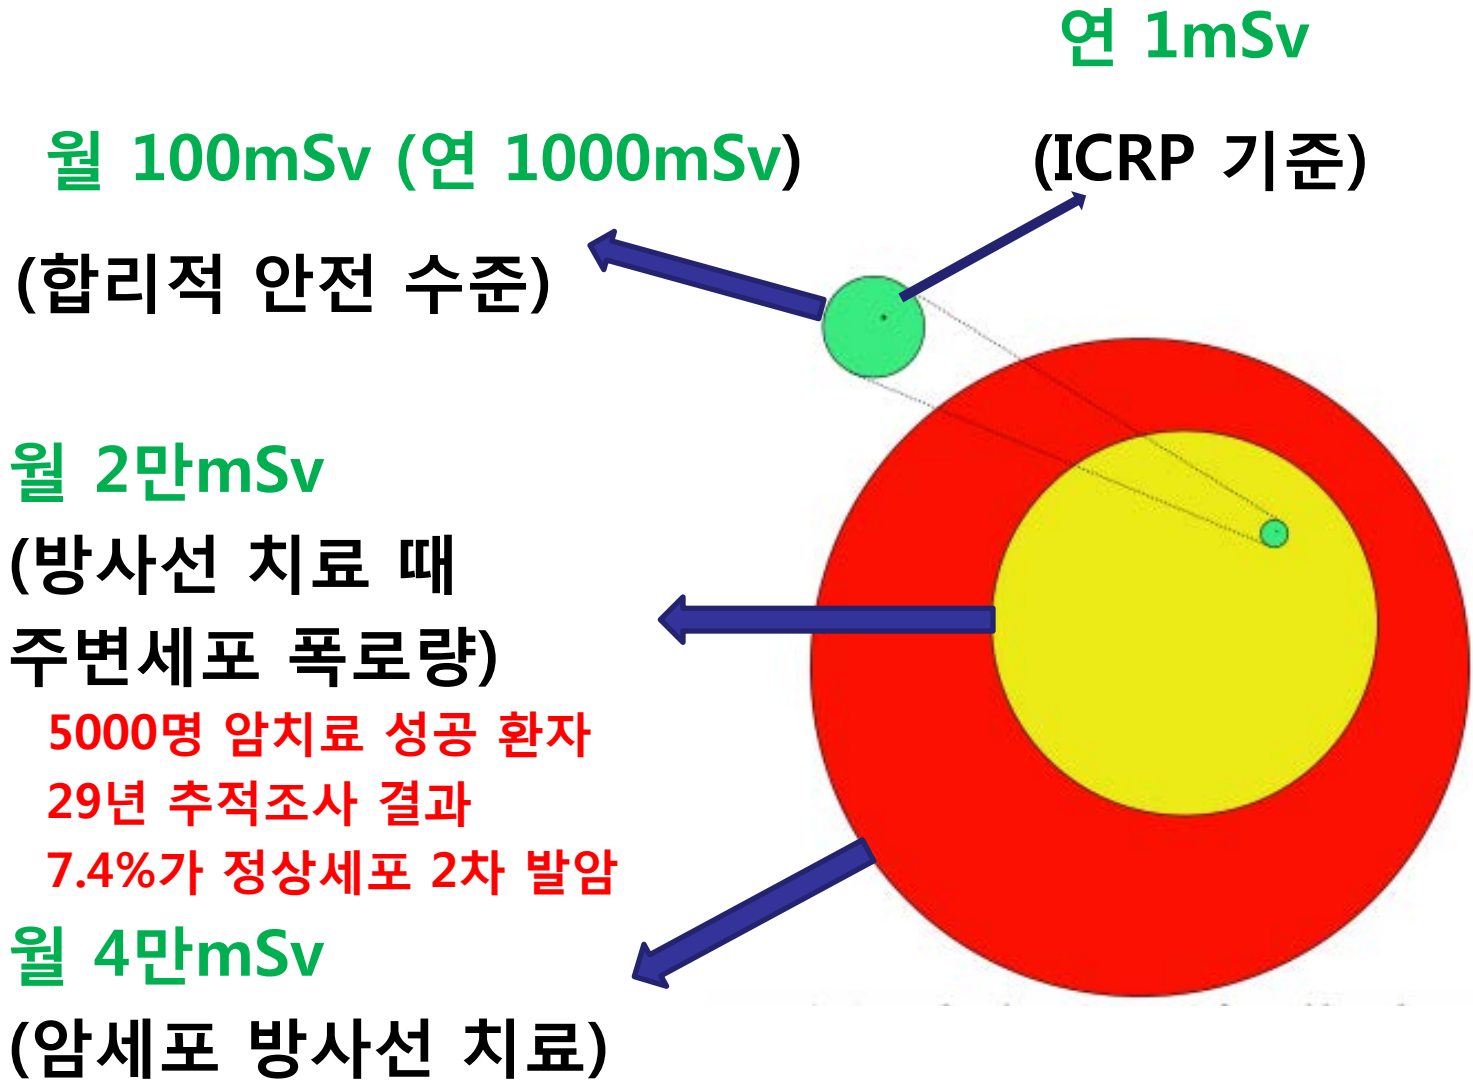 연 1mSv
(ICRP 기준)
월 100mSv (연 1000mSv)
(합리적 안전 수준)
월 2만mSv
(방사선 치료 때
주변세포 폭로량)
5000명 암치료 성공 환자
29년 추적조사 결과
7.4%가 정상세포 2차 발암
월 4만mSv
(암세포 방사선 치료)